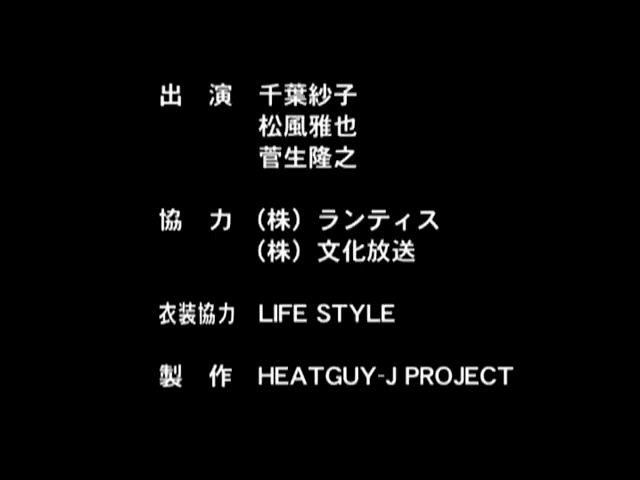 出　演　千葉紗子
松風雅也
菅生隆之
協　力　（株）ランティス
（株）文化放送
衣装協力　LIFE STYLE
製　作　HEATGUY-J PROJECT